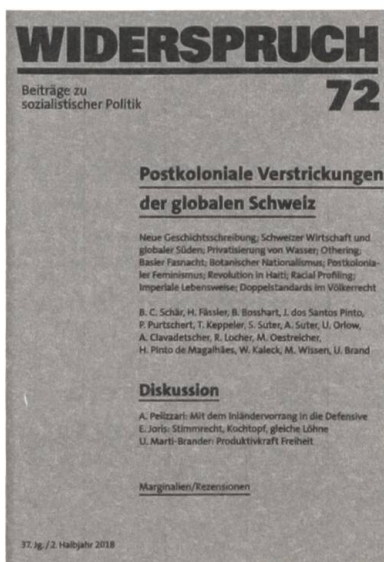 WIDERSPRUCH
Beiträge zu
sozialistischer Politik
72
Postkoloniale Verstrickungen
der globalen Schweiz
Neue Geschichtsschreibung; Schweizer Wirtschaft und
globaler Süden; Privatisierung von Wasser; Othering;
Basler Fasnacht; Botanischer Nationalismus; Postkolonia-
ler Feminismus; Revolution in Haiti; Racial Profiling;
Imperiale Lebensweise; Doppelstandards im Völkerrecht
B. C. Schär, H. Fässler, B. Bosshart, J. dos Santos Pinto,
P. Purtschert, T. Keppeler, S. Suter, A. Suter, U. Orlow,
A. Clavadetscher, R. Locher, M. Oestreicher,
H. Pinto de Magalhães, W. Kaleck, M. Wissen, U. Brand
Diskussion
A. Pelizzari: Mit dem Inländervorrang in die Defensive
E. Joris: Stimmrecht, Kochtopf, gleiche Löhne
U. Marti-Brander: Produktivkraft Freiheit
Marginalien/Rezensionen
37. Jg. / 2. Halbjahr 2018